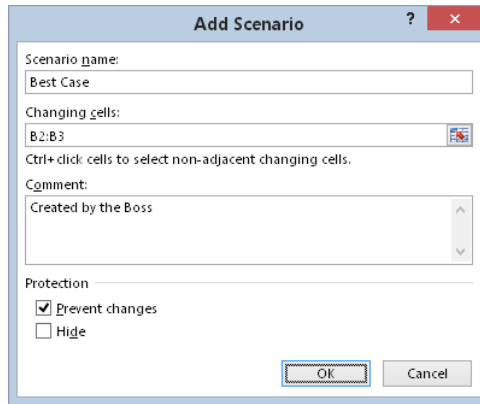 Add Scenario
?
Scenario name:
Best Case
Changing cells:
B2:B3
Ctrl+click cells to select non-adjacent changing cells.
Comment:
Created by the Boss
Protection
Prevent changes
Hide
OK Cancel